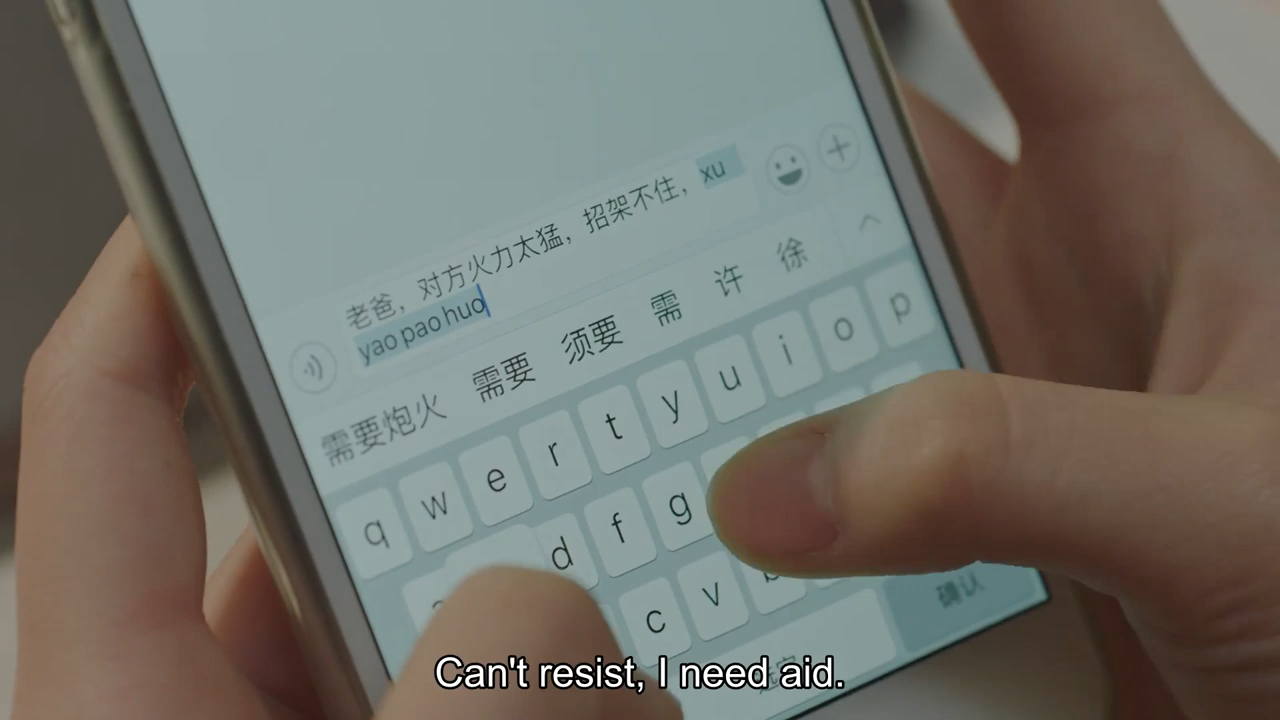 老爸，对方火力太猛，招架不住，xu
yao pao huo
需要炮火 需要 须要 需 许 徐
q w e r t y u i o p
d f g
c v
确认
Can't resist, I need aid.